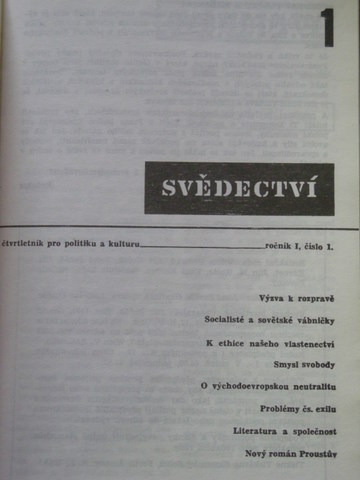 1
SVĚDECTVÍ
čtvrtletník pro politiku a kulturu ročník I, číslo 1.
Výzva k rozpravě
Socialisté a sovětské vábničky
K ethice našeho vlastenectví
Smysl svobody
O východoevropskou neutralitu
Problémy čs. exilu
Literatura a společnost
Nový román Proustův